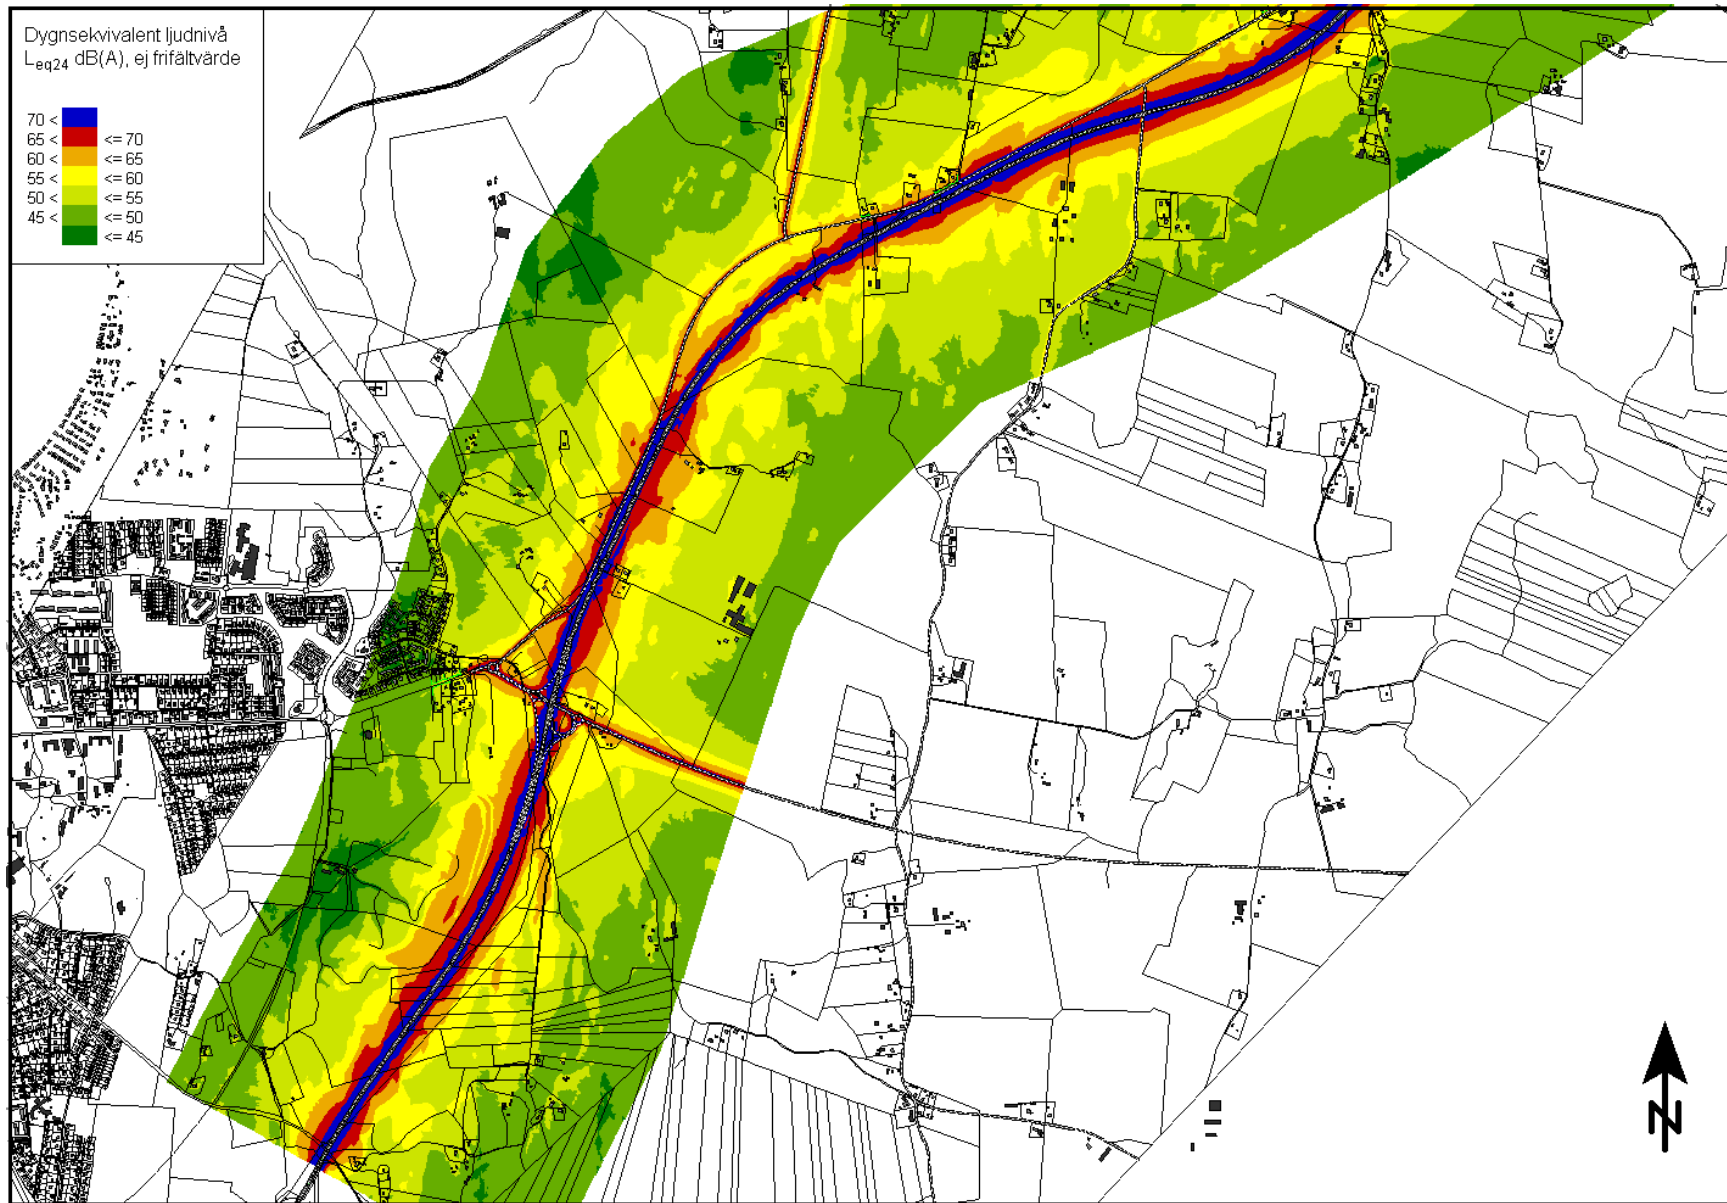 Dygnsekvivalent ljudnivå
Leq24 dB(A), ej frifältvärde
70 <
65 < <= 70
60 < <= 65
55 < <= 60
50 < <= 55
45 < <= 50
<= 45
N